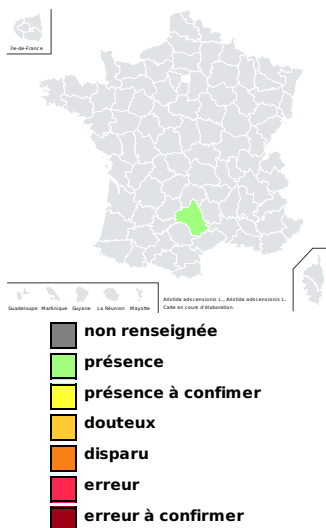 Île-de-France
Guadeloupe Martinique Guyane La Réunion Mayotte
Aristida adscencionis L., Aristida adscencionis L.
Carte en cours d'élaboration.
non renseignée
présence
présence à confimer
douteux
disparu
erreur
erreur à confirmer